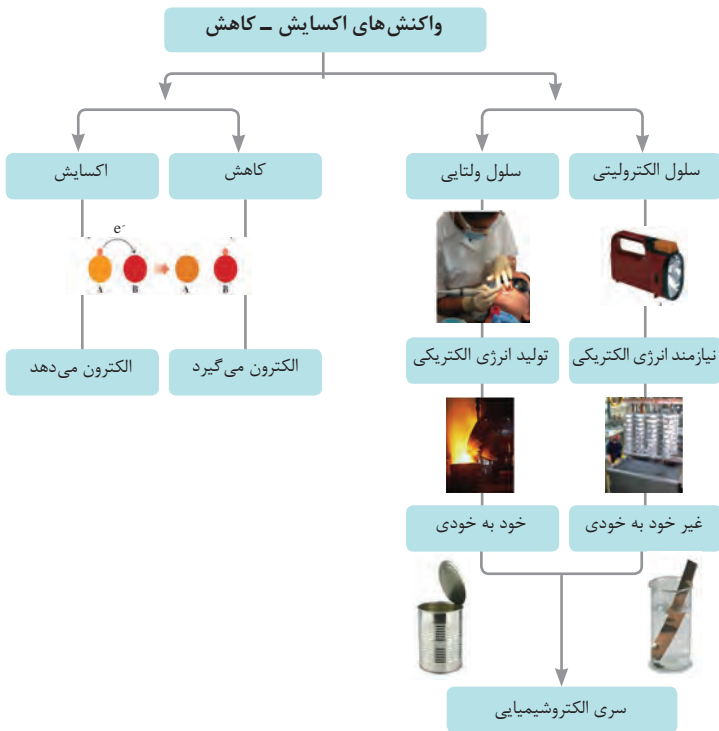 واکنش‌های اکسایش ـ کاهش
سلول الکترولیتی
سلول ولتایی
کاهش
اکسایش
e⁻
A B A B
نیازمند انرژی الکتریکی
تولید انرژی الکتریکی
الکترون می‌گیرد
الکترون می‌دهد
غیر خود به خودی
خود به خودی
سری الکتروشیمیایی